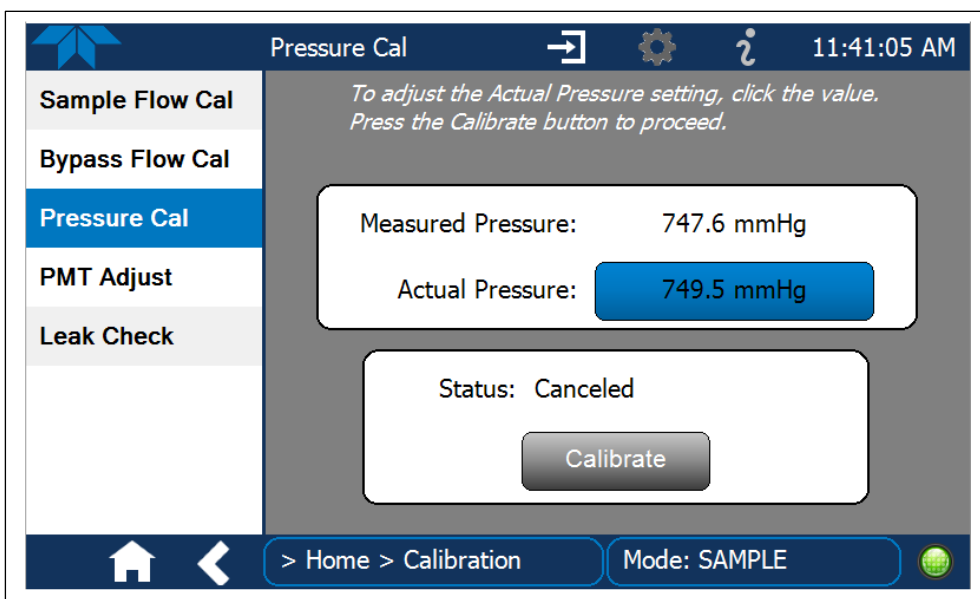 Pressure Cal
11:41:05 AM
Sample Flow Cal
Bypass Flow Cal
Pressure Cal
PMT Adjust
Leak Check
To adjust the Actual Pressure setting, click the value.
Press the Calibrate button to proceed.
Measured Pressure: 747.6 mmHg
Actual Pressure: 749.5 mmHg
Status: Canceled
Calibrate
> Home > Calibration
Mode: SAMPLE